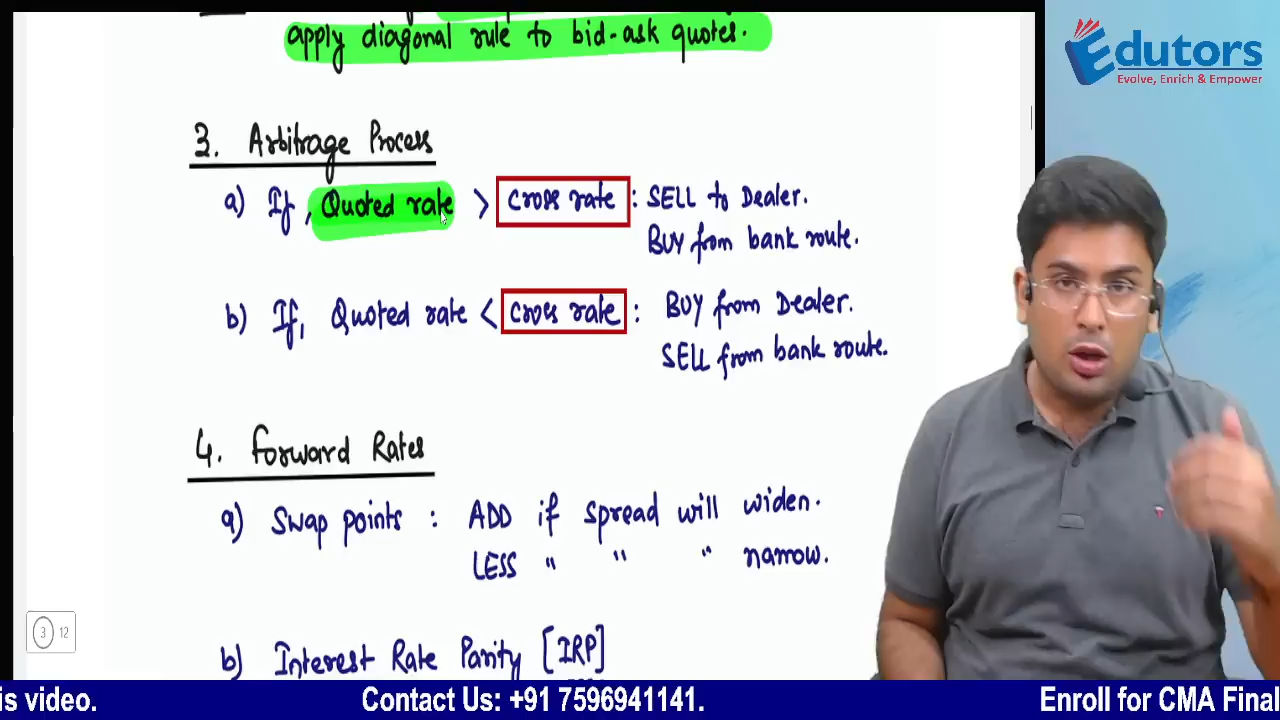 apply diagonal rule to bid-ask quotes.
Edutors
Evolve, Enrich & Empower
3. Arbitrage Process
a) If, Quoted rate > Cross rate : SELL to Dealer.
BUY from bank route.
b) If, Quoted rate < Cross rate : BUY from Dealer.
SELL from bank route.
4. Forward Rates
a) Swap points : ADD if spread will widen.
LESS " " " narrow.
3 12
b) Interest Rate Parity [IRP]
is video. Contact Us: +91 7596941141. Enroll for CMA Final